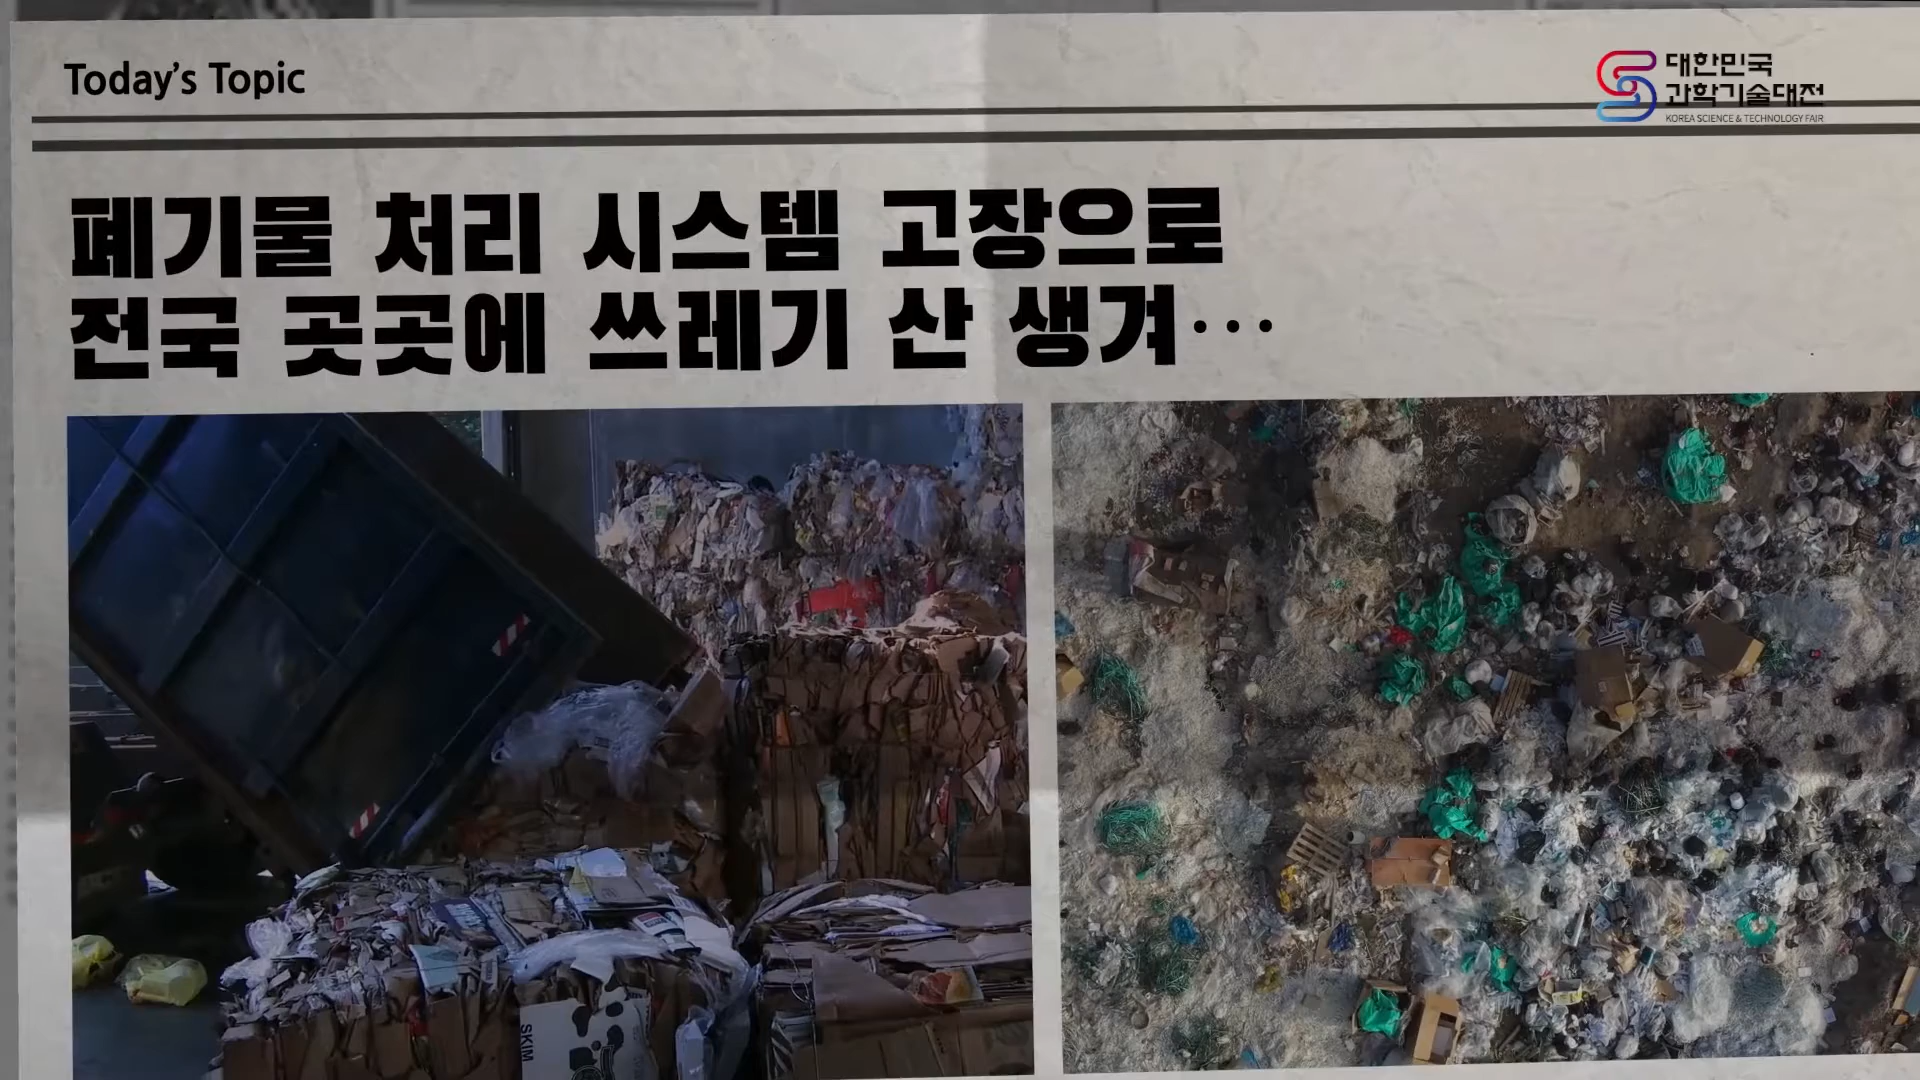 Today's Topic
대한민국
과학기술대전
KOREA SCIENCE & TECHNOLOGY FAIR
폐기물 처리 시스템 고장으로
전국 곳곳에 쓰레기 산 생겨…
SKIM